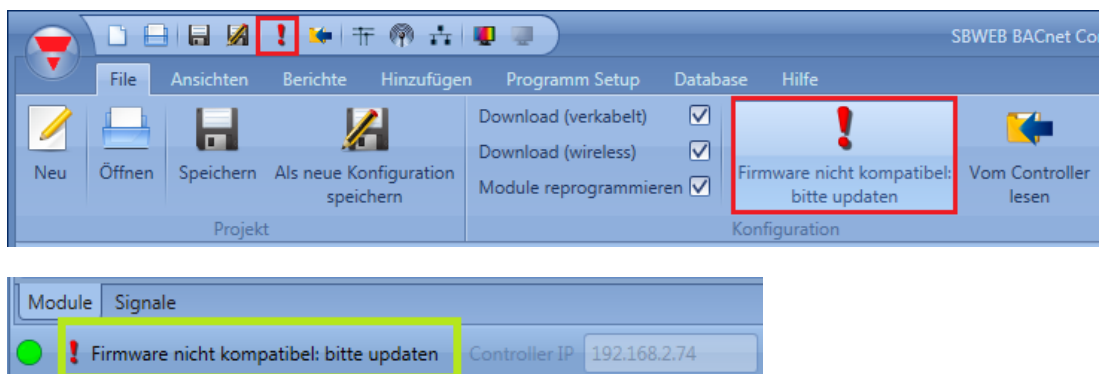 SBWEB BACnet Co
File Ansichten Berichte Hinzufügen Programm Setup Database Hilfe
Neu
Öffnen
Speichern
Als neue Konfiguration
speichern
Projekt
Download (verkabelt)
Download (wireless)
Module reprogrammieren
Firmware nicht kompatibel:
bitte updaten
Vom Controller
lesen
Konfiguration
Module Signale
Firmware nicht kompatibel: bitte updaten Controller IP 192.168.2.74